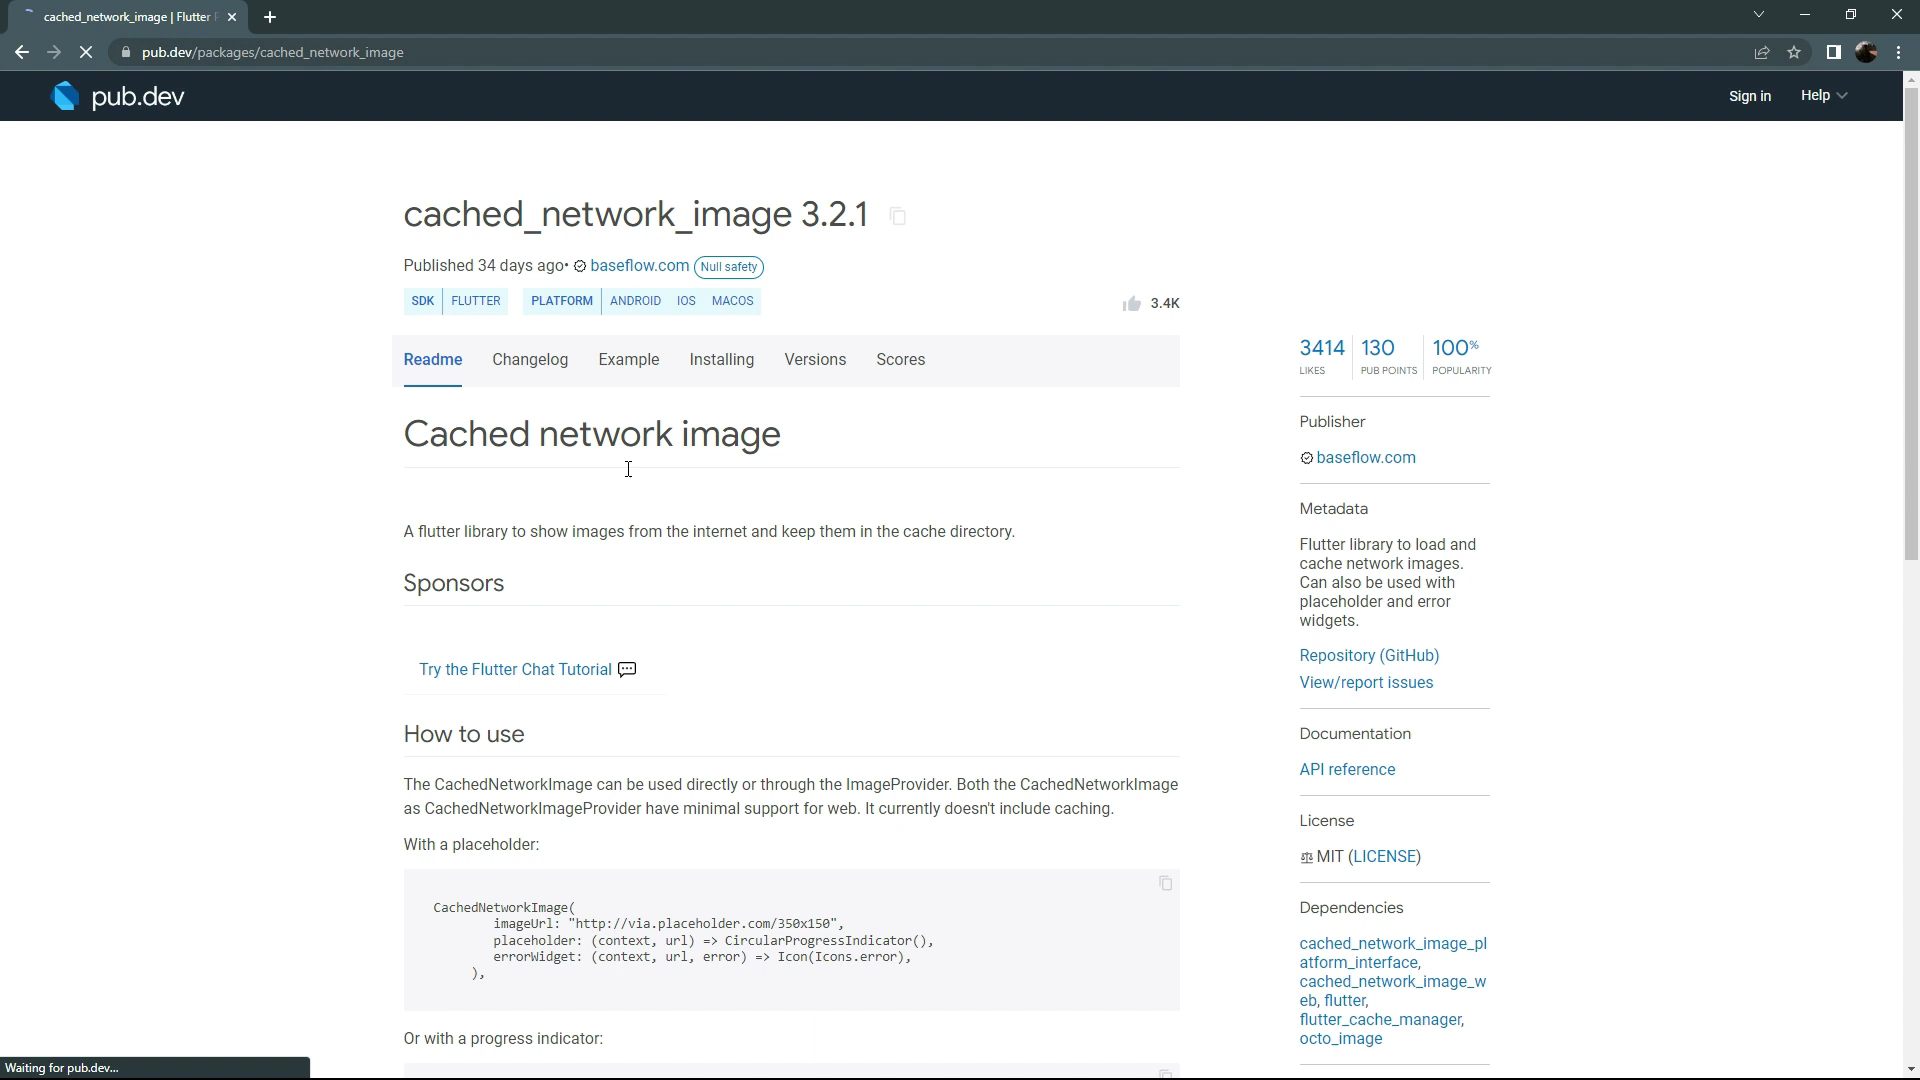 cached_network_image | Flutter P
pub.dev/packages/cached_network_image
pub.dev
Sign in
Help
cached_network_image 3.2.1
Published 34 days ago• baseflow.com Null safety
SDK FLUTTER PLATFORM ANDROID IOS MACOS
3.4K
Readme Changelog Example Installing Versions Scores
Cached network image
A flutter library to show images from the internet and keep them in the cache directory.
Sponsors
Try the Flutter Chat Tutorial 💬
How to use
The CachedNetworkImage can be used directly or through the ImageProvider. Both the CachedNetworkImage
as CachedNetworkImageProvider have minimal support for web. It currently doesn't include caching.
With a placeholder:
CachedNetworkImage(
imageUrl: "http://via.placeholder.com/350x150",
placeholder: (context, url) => CircularProgressIndicator(),
errorWidget: (context, url, error) => Icon(Icons.error),
),
Or with a progress indicator:
3414 130 100%
LIKES PUB POINTS POPULARITY
Publisher
baseflow.com
Metadata
Flutter library to load and
cache network images.
Can also be used with
placeholder and error
widgets.
Repository (GitHub)
View/report issues
Documentation
API reference
License
MIT (LICENSE)
Dependencies
cached_network_image_pl
atform_interface,
cached_network_image_w
eb, flutter,
flutter_cache_manager,
octo_image
Waiting for pub.dev...